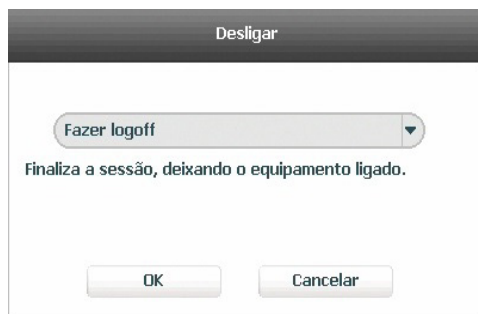 Desligar
Fazer logoff
Finaliza a sessão, deixando o equipamento ligado.
OK
Cancelar